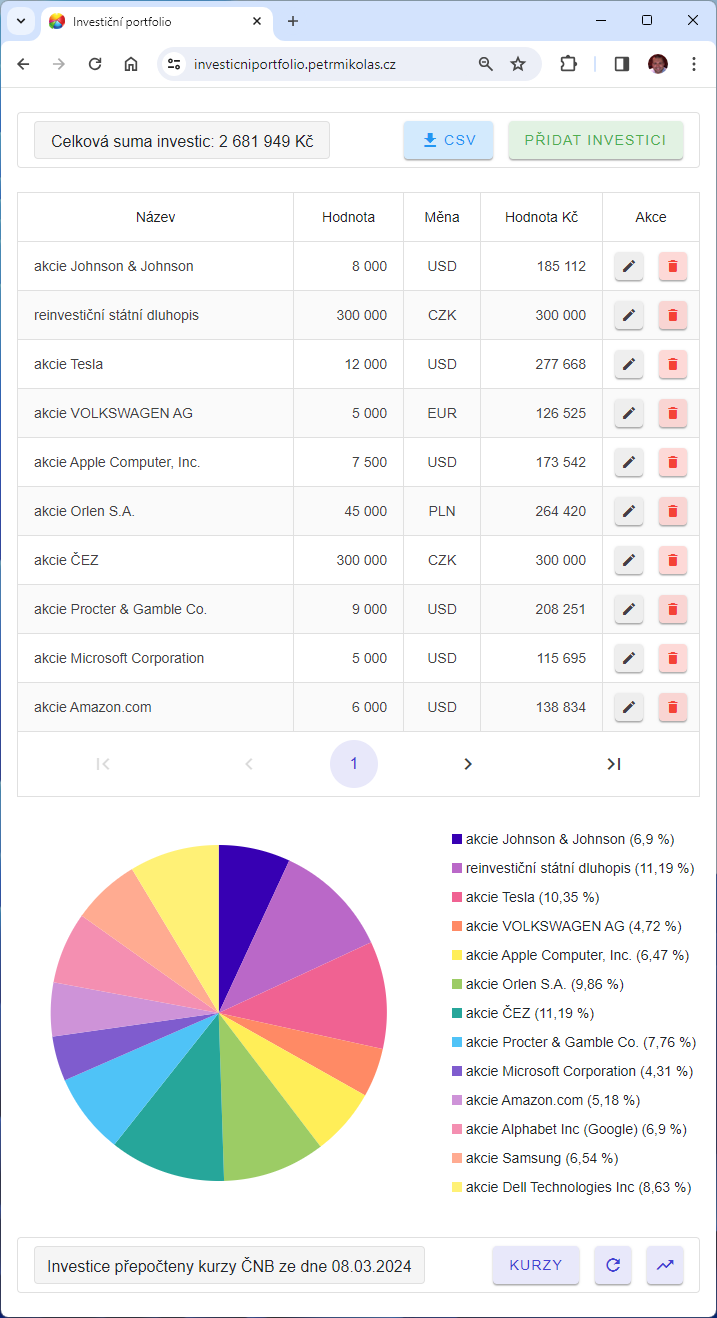 Investiční portfolio
investicniportfolio.petrmikolas.cz
Celková suma investic: 2 681 949 Kč
CSV
PŘIDAT INVESTICI
Název Hodnota Měna Hodnota Kč Akce
akcie Johnson & Johnson 8 000 USD 185 112
reinvestiční státní dluhopis 300 000 CZK 300 000
akcie Tesla 12 000 USD 277 668
akcie VOLKSWAGEN AG 5 000 EUR 126 525
akcie Apple Computer, Inc. 7 500 USD 173 542
akcie Orlen S.A. 45 000 PLN 264 420
akcie ČEZ 300 000 CZK 300 000
akcie Procter & Gamble Co. 9 000 USD 208 251
akcie Microsoft Corporation 5 000 USD 115 695
akcie Amazon.com 6 000 USD 138 834
1
akcie Johnson & Johnson (6,9 %)
reinvestiční státní dluhopis (11,19 %)
akcie Tesla (10,35 %)
akcie VOLKSWAGEN AG (4,72 %)
akcie Apple Computer, Inc. (6,47 %)
akcie Orlen S.A. (9,86 %)
akcie ČEZ (11,19 %)
akcie Procter & Gamble Co. (7,76 %)
akcie Microsoft Corporation (4,31 %)
akcie Amazon.com (5,18 %)
akcie Alphabet Inc (Google) (6,9 %)
akcie Samsung (6,54 %)
akcie Dell Technologies Inc (8,63 %)
Investice přepočteny kurzy ČNB ze dne 08.03.2024
KURZY